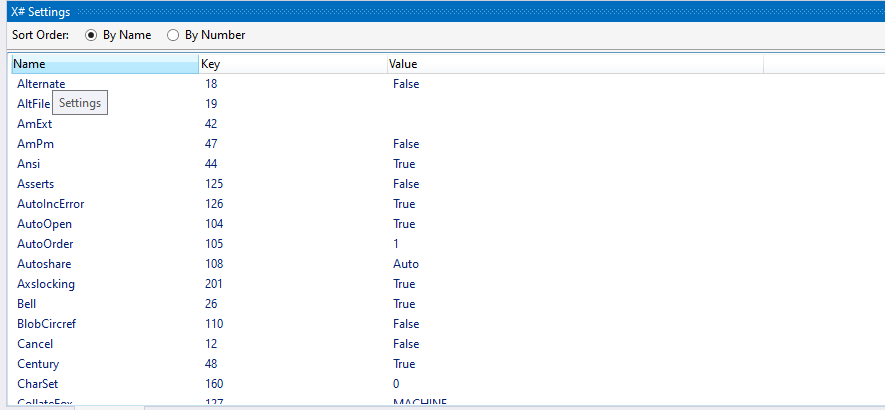 X# Settings
Sort Order: By Name By Number
Name Key Value
Alternate 18 False
AltFile 19
Settings
AmExt 42
AmPm 47 False
Ansi 44 True
Asserts 125 False
AutoIncError 126 True
AutoOpen 104 True
AutoOrder 105 1
Autoshare 108 Auto
Axslocking 201 True
Bell 26 True
BlobCircref 110 False
Cancel 12 False
Century 48 True
CharSet 160 0
CollateFox 127 MACHINE